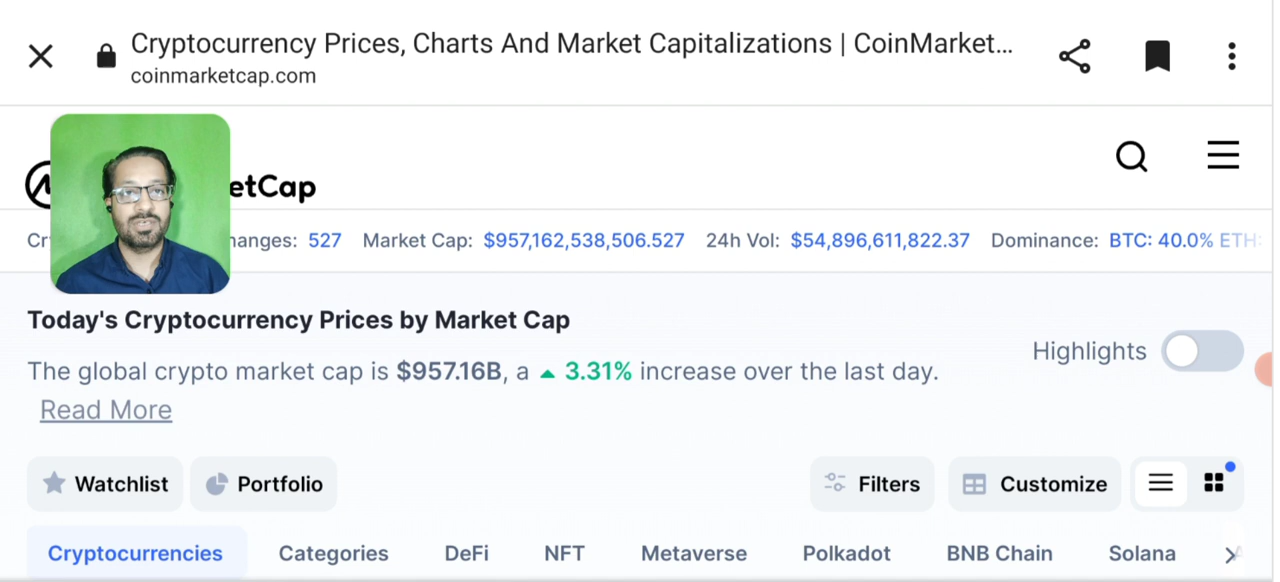 Cryptocurrency Prices, Charts And Market Capitalizations | CoinMarket...
coinmarketcap.com
etCap
Cr hanges: 527 Market Cap: $957,162,538,506.527 24h Vol: $54,896,611,822.37 Dominance: BTC: 40.0% ETH:
Today's Cryptocurrency Prices by Market Cap
Highlights
The global crypto market cap is $957.16B, a ▲ 3.31% increase over the last day.
Read More
Watchlist Portfolio Filters Customize
Cryptocurrencies Categories DeFi NFT Metaverse Polkadot BNB Chain Solana